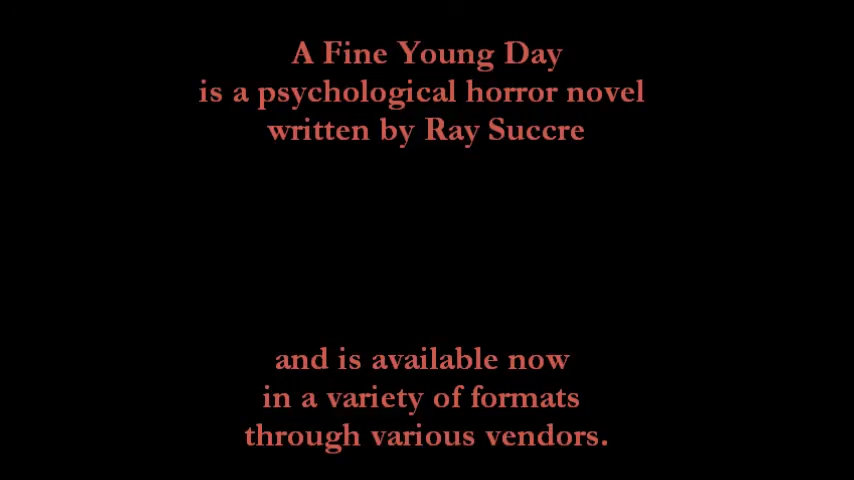 A Fine Young Day
is a psychological horror novel
written by Ray Succre
and is available now
in a variety of formats
through various vendors.